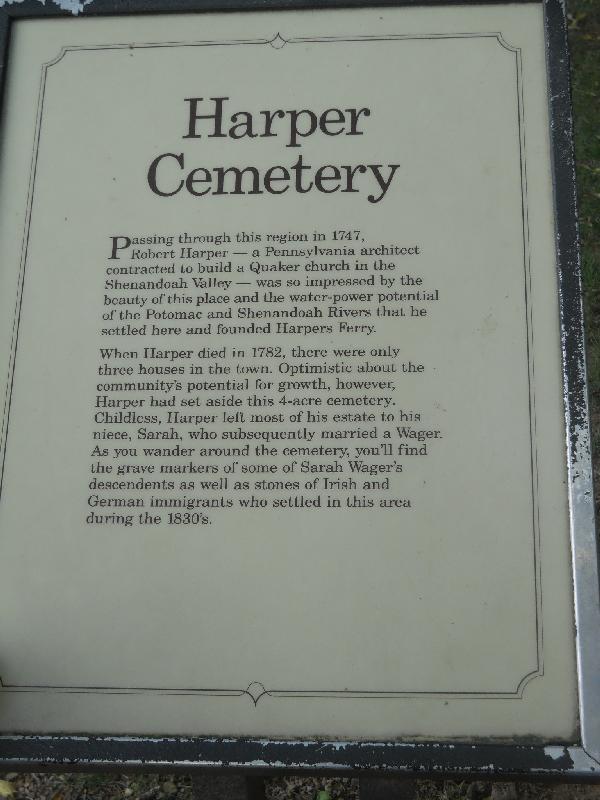 Harper
Cemetery
Passing through this region in 1747,
Robert Harper — a Pennsylvania architect
contracted to build a Quaker church in the
Shenandoah Valley — was so impressed by the
beauty of this place and the water-power potential
of the Potomac and Shenandoah Rivers that he
settled here and founded Harpers Ferry.
When Harper died in 1782, there were only
three houses in the town. Optimistic about the
community's potential for growth, however,
Harper had set aside this 4-acre cemetery.
Childless, Harper left most of his estate to his
niece, Sarah, who subsequently married a Wager.
As you wander around the cemetery, you'll find
the grave markers of some of Sarah Wager's
descendents as well as stones of Irish and
German immigrants who settled in this area
during the 1830's.